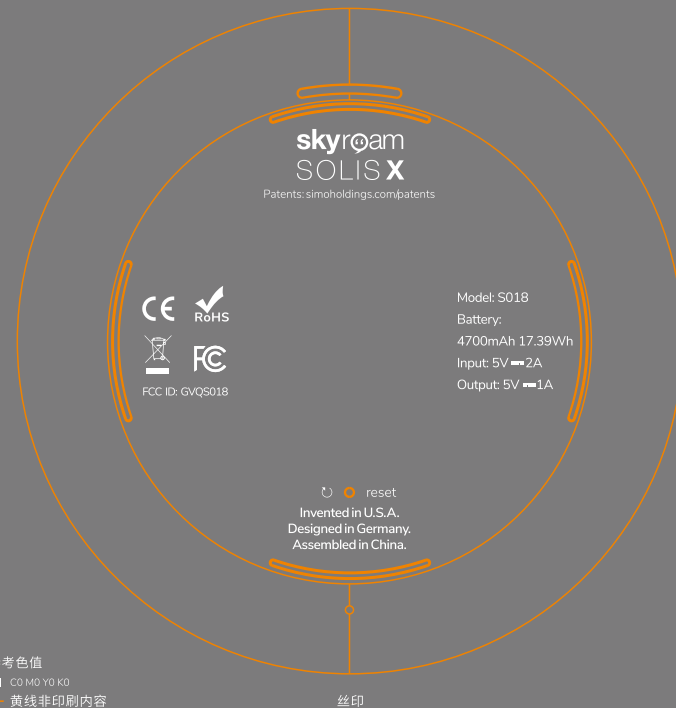 skyroam
SOLIS X
Patents: simoholdings.com/patents
CE
RoHS
FC
FCC ID: GVQS018
Model: S018
Battery:
4700mAh 17.39Wh
Input: 5V⎓2A
Output: 5V⎓1A
reset
Invented in U.S.A.
Designed in Germany.
Assembled in China.
考色值
C0 M0 Y0 K0
黄线非印刷内容
丝印